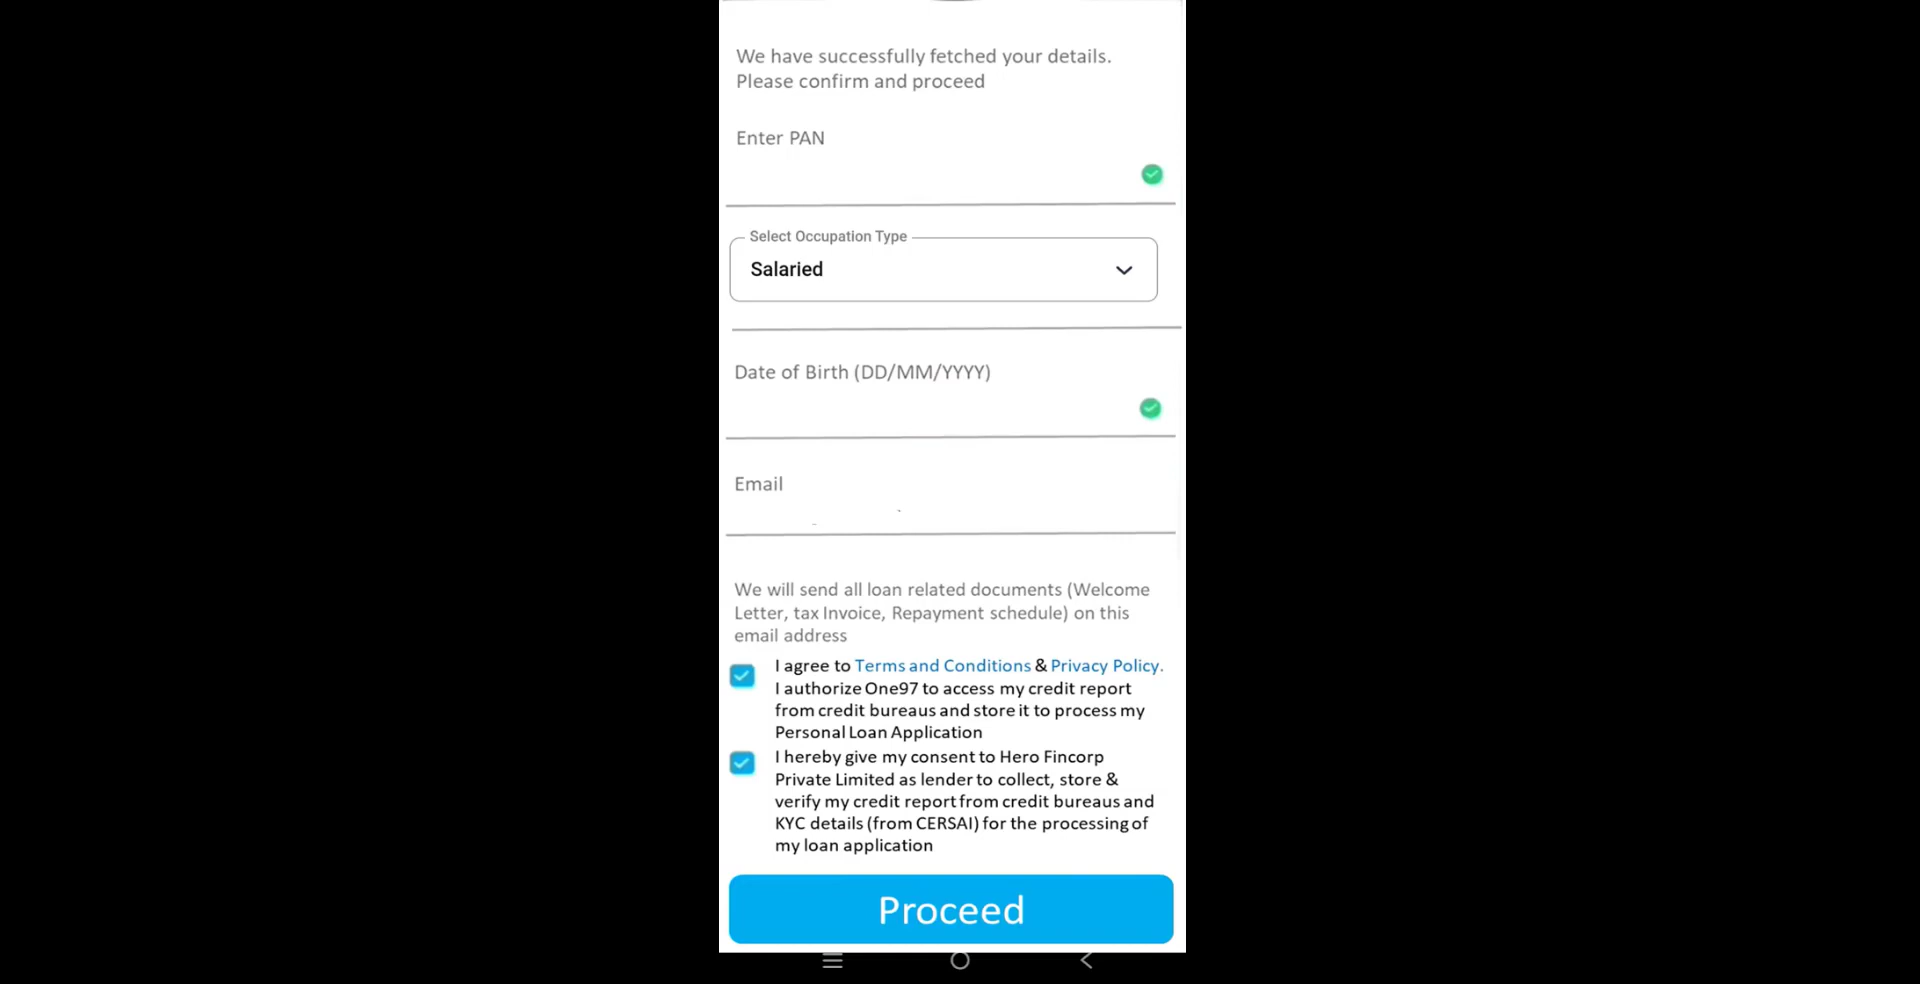 We have successfully fetched your details.
Please confirm and proceed
Enter PAN
Select Occupation Type
Salaried
Date of Birth (DD/MM/YYYY)
Email
We will send all loan related documents (Welcome
Letter, tax Invoice, Repayment schedule) on this
email address
I agree to Terms and Conditions & Privacy Policy.
I authorize One97 to access my credit report
from credit bureaus and store it to process my
Personal Loan Application
I hereby give my consent to Hero Fincorp
Private Limited as lender to collect, store &
verify my credit report from credit bureaus and
KYC details (from CERSAI) for the processing of
my loan application
Proceed